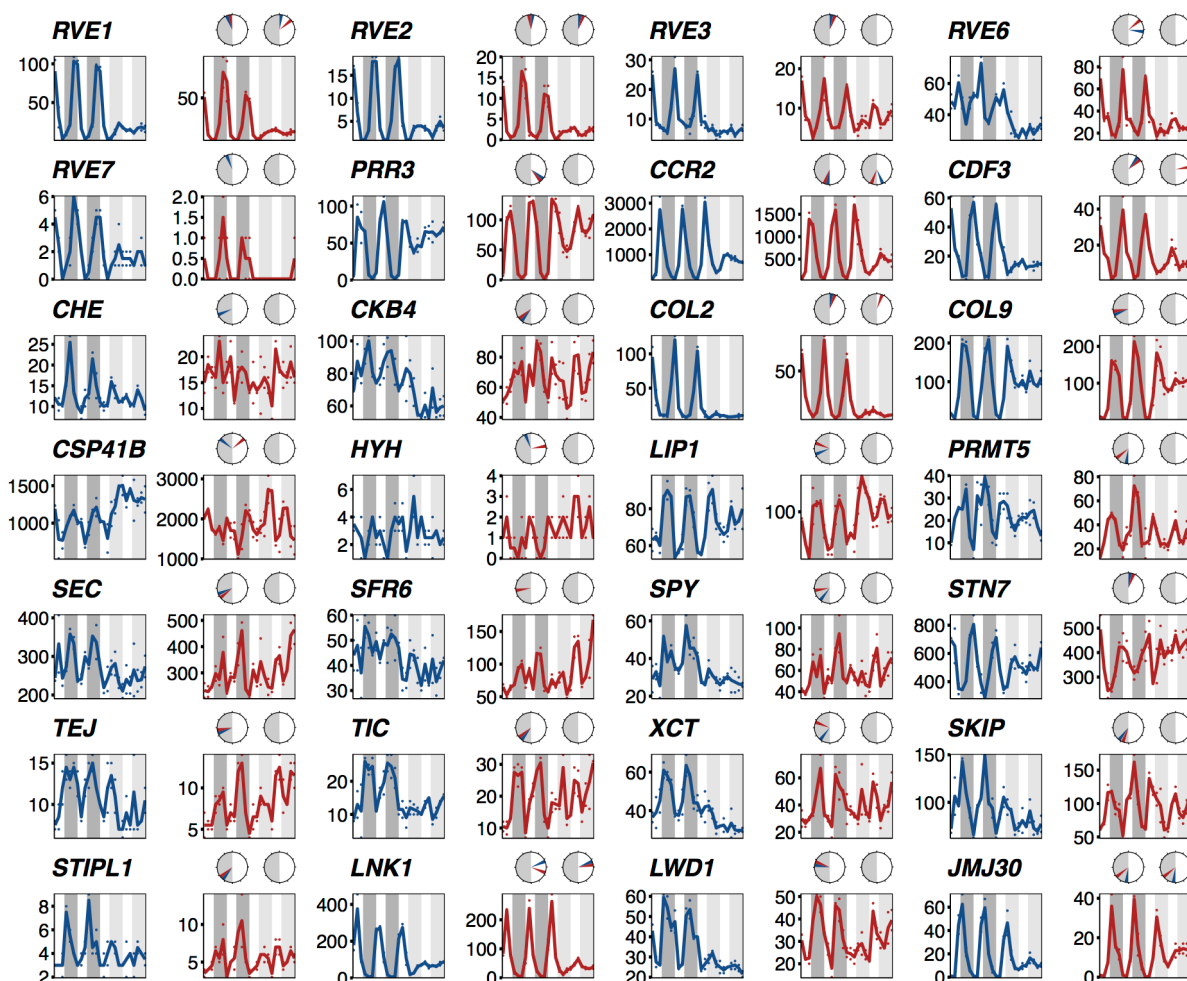 RVE1 RVE2 RVE3 RVE6
100 50
50
15 10 5
20 15 10 5 0
30 20 10 0
20 10
60 40
80 60 40 20
RVE7 PRR3 CCR2 CDF3
6 4 2 0
2.0 1.5 1.0 0.5 0.0
100 50 0
100 50 0
3000 2000 1000
1500 1000 500
60 40 20
40 20
CHE CKB4 COL2 COL9
25 20 15 10
20 15 10
100 80 60
80 60 40
100 50
50
200 100
200 100
CSP41B HYH LIP1 PRMT5
1500 1000
3000 2000 1000
6 4 2
4 3 2 1 0
90 80 70 60
100
40 30 20 10
80 60 40 20
SEC SFR6 SPY STN7
400 300 200
500 400 300
60 50 40 30
150 100 50
60 40 20
100 80 60 40
800 600 400
500 400 300
TEJ TIC XCT SKIP
15 10
10 5
20 10
30 20 10
60 40
60 40 20
150 100
150 100 50
STIPL1 LNK1 LWD1 JMJ30
8 6 4 2
10 5
400 200 0
200 100 0
60 50 40 30 20
50 40 30 20
60 40 20 0
40 20 0